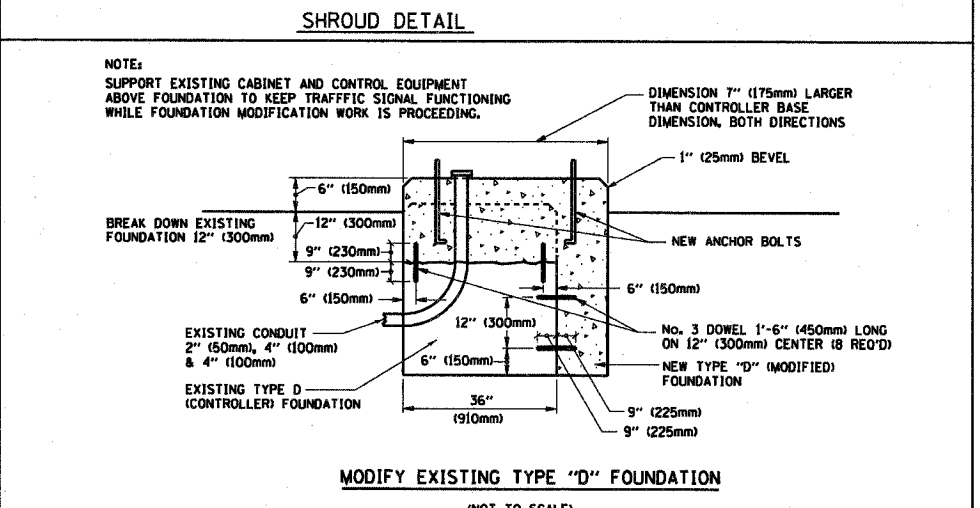 SHROUD DETAIL
NOTE:
SUPPORT EXISTING CABINET AND CONTROL EQUIPMENT
ABOVE FOUNDATION TO KEEP TRAFFFIC SIGNAL FUNCTIONING
WHILE FOUNDATION MODIFICATION WORK IS PROCEEDING.
DIMENSION 7" (175mm) LARGER
THAN CONTROLLER BASE
DIMENSION, BOTH DIRECTIONS
1" (25mm) BEVEL
6" (150mm)
BREAK DOWN EXISTING
FOUNDATION 12" (300mm)
12" (300mm)
9" (230mm)
9" (230mm)
6" (150mm)
NEW ANCHOR BOLTS
6" (150mm)
12" (300mm)
6" (150mm)
No. 3 DOWEL 1'-6" (450mm) LONG
ON 12" (300mm) CENTER (8 REQ'D)
EXISTING CONDUIT
2" (50mm), 4" (100mm)
& 4" (100mm)
NEW TYPE "D" (MODIFIED)
FOUNDATION
EXISTING TYPE D
(CONTROLLER) FOUNDATION
36"
(910mm)
9" (225mm)
9" (225mm)
MODIFY EXISTING TYPE "D" FOUNDATION
(NOT TO SCALE)